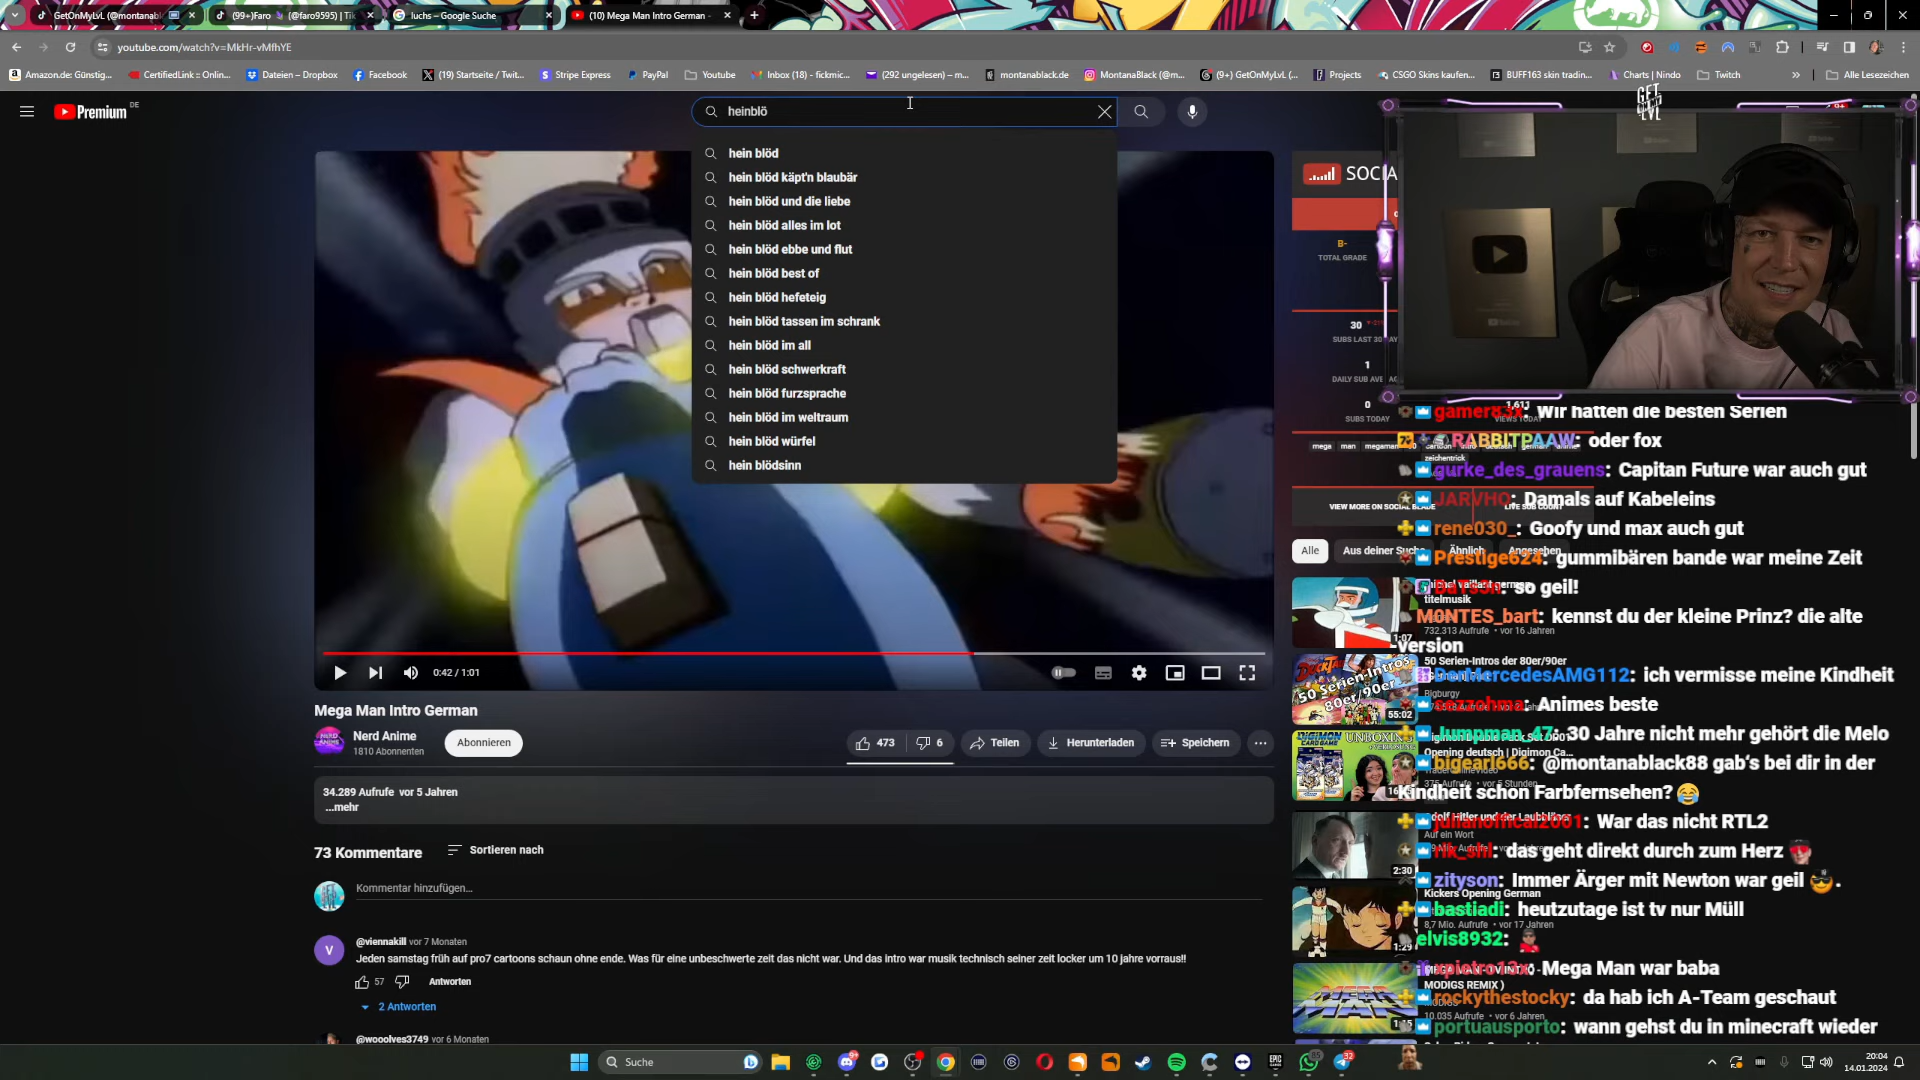 GetOnMyLvL (@montanabl
(99+)Faro
(@faro9595) | Tik
luchs – Google Suche
(10) Mega Man Intro German -
youtube.com/watch?v=MkHr-vMfhYE
Amazon.de: Günstig...
CertifiedLink :: Onlin...
Dateien – Dropbox
Facebook
(19) Startseite / Twit...
Stripe Express
PayPal
Youtube
Inbox (18) - fickmic...
(292 ungelesen) – m...
montanablack.de
MontanaBlack (@m...
(9+) GetOnMyLvL (...
Projects
CSGO Skins kaufen...
BUFF163 skin tradin...
Charts | Nindo
Twitch
Alle Lesezeichen
Premium DE
heinblö
hein blöd
hein blöd käpt'n blaubär
hein blöd und die liebe
hein blöd alles im lot
hein blöd ebbe und flut
hein blöd best of
hein blöd hefeteig
hein blöd tassen im schrank
hein blöd im all
hein blöd schwerkraft
hein blöd furzsprache
hein blöd im weltraum
hein blöd würfel
hein blödsinn
0:42 / 1:01
Mega Man Intro German
Nerd Anime
1810 Abonnenten
Abonnieren
473
6
Teilen
Herunterladen
Speichern
34.289 Aufrufe vor 5 Jahren
...mehr
73 Kommentare
Sortieren nach
Kommentar hinzufügen...
V
@viennakill vor 7 Monaten
Jeden samstag früh auf pro7 cartoons schaun ohne ende. Was für eine unbeschwerte zeit das nicht war. Und das intro war musik technisch seiner zeit locker um 10 jahre vorraus!!
57
Antworten
2 Antworten
@wooolves3749 vor 6 Monaten
GET
LVL
SOCIA
B-
TOTAL GRADE
30
SUBS LAST 30
1
DAILY SUB AVE
0
SUBS TODAY
1,611
VIEWS TODAY
mega
man
VIEW MORE ON SOCIAL BLADE
LIVE SUB COUNT
Alle
Aus deiner Suche
Ähnlich
Angesehen
titelmusik
732.313 Aufrufe • vor 16 Jahren
1:07
50 Serien-Intros der 80er/90er
50 Serien-Intros
80er/90er
Bigburgy
55:02
DIGIMON
UNBOXING
Opening deutsch | Digimon Ca...
375 Aufrufe • vor 5 Stunden
Auf ein Wort
2:30
Kickers Opening German
8,7 Mio. Aufrufe • vor 17 Jahren
1:29
MODIGS REMIX )
10.035 Aufrufe • vor 6 Jahren
1:15
gamer83x: Wir hatten die besten Serien
RABBITPAAW: oder fox
gurke_des_grauens: Capitan Future war auch gut
JARVHO: Damals auf Kabeleins
rene030_: Goofy und max auch gut
Prestige624: gummibären bande war meine Zeit
so geil!
MONTES_bart: kennst du der kleine Prinz? die alte
version
DerMercedesAMG112: ich vermisse meine Kindheit
Animes beste
Jumpman_47: 30 Jahre nicht mehr gehört die Melo
bigearl666: @montanablack88 gab's bei dir in der
Kindheit schon Farbfernsehen? 😂
War das nicht RTL2
das geht direkt durch zum Herz
zityson: Immer Ärger mit Newton war geil
bastiadi: heutzutage ist tv nur Müll
elvis8932:
Mega Man war baba
rockythestocky: da hab ich A-Team geschaut
portuausporto: wann gehst du in minecraft wieder
Suche
20:04
14.01.2024